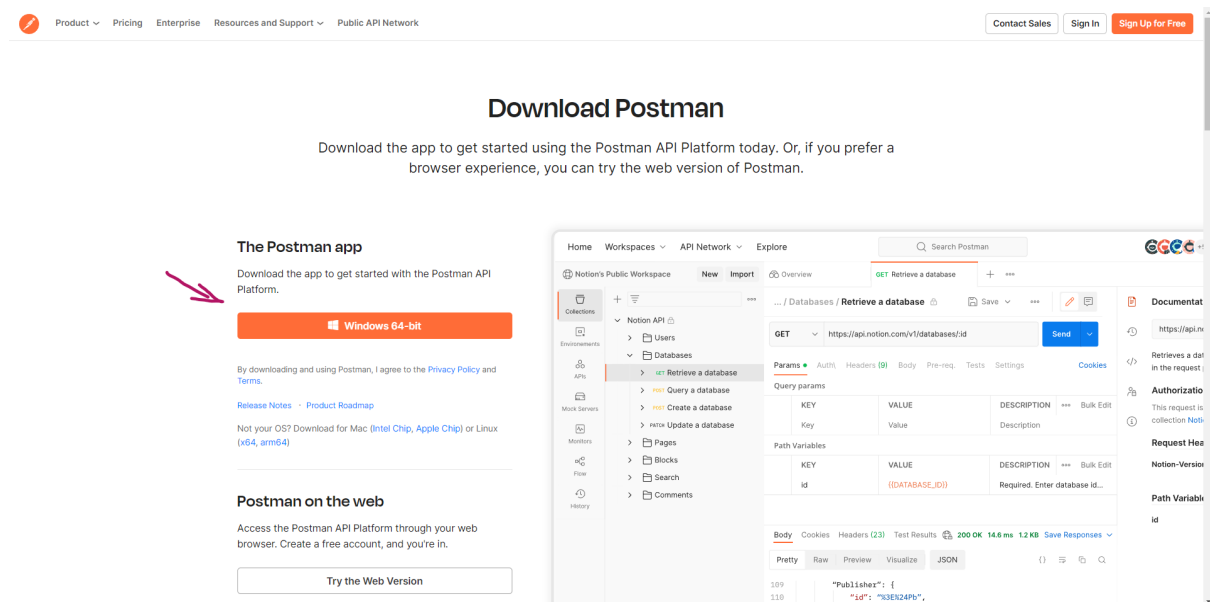 Product Pricing Enterprise Resources and Support Public API Network Contact Sales Sign In Sign Up for Free
Download Postman
Download the app to get started using the Postman API Platform today. Or, if you prefer a
browser experience, you can try the web version of Postman.
The Postman app
Download the app to get started with the Postman API
Platform.
Windows 64-bit
By downloading and using Postman, I agree to the Privacy Policy and
Terms.
Release Notes · Product Roadmap
Not your OS? Download for Mac (Intel Chip, Apple Chip) or Linux
(x64, arm64)
Postman on the web
Access the Postman API Platform through your web
browser. Create a free account, and you're in.
Try the Web Version
Home Workspaces API Network Explore Search Postman
Notion's Public Workspace New Import Overview GET Retrieve a database
Collections
Environments
APIs
Mock Servers
Monitors
Flow
History
Notion API
Users
Databases
GET Retrieve a database
POST Query a database
POST Create a database
PATCH Update a database
Pages
Blocks
Search
Comments
... / Databases / Retrieve a database Save
GET https://api.notion.com/v1/databases/:id Send
Params Auth Headers (9) Body Pre-req. Tests Settings Cookies
Query params
KEY VALUE DESCRIPTION Bulk Edit
Key Value Description
Path Variables
KEY VALUE DESCRIPTION Bulk Edit
id {{DATABASE_ID}} Required. Enter database id...
Body Cookies Headers (23) Test Results 200 OK 14.6 ms 1.2 KB Save Responses
Pretty Raw Preview Visualize JSON
109 "Publisher": {
110 "id": "%3E%24Pb",
Documentat
https://api.no
Retrieves a dat
in the request
Authorizatio
This request is
collection Noti
Request Hea
Notion-Version
Path Variable
id